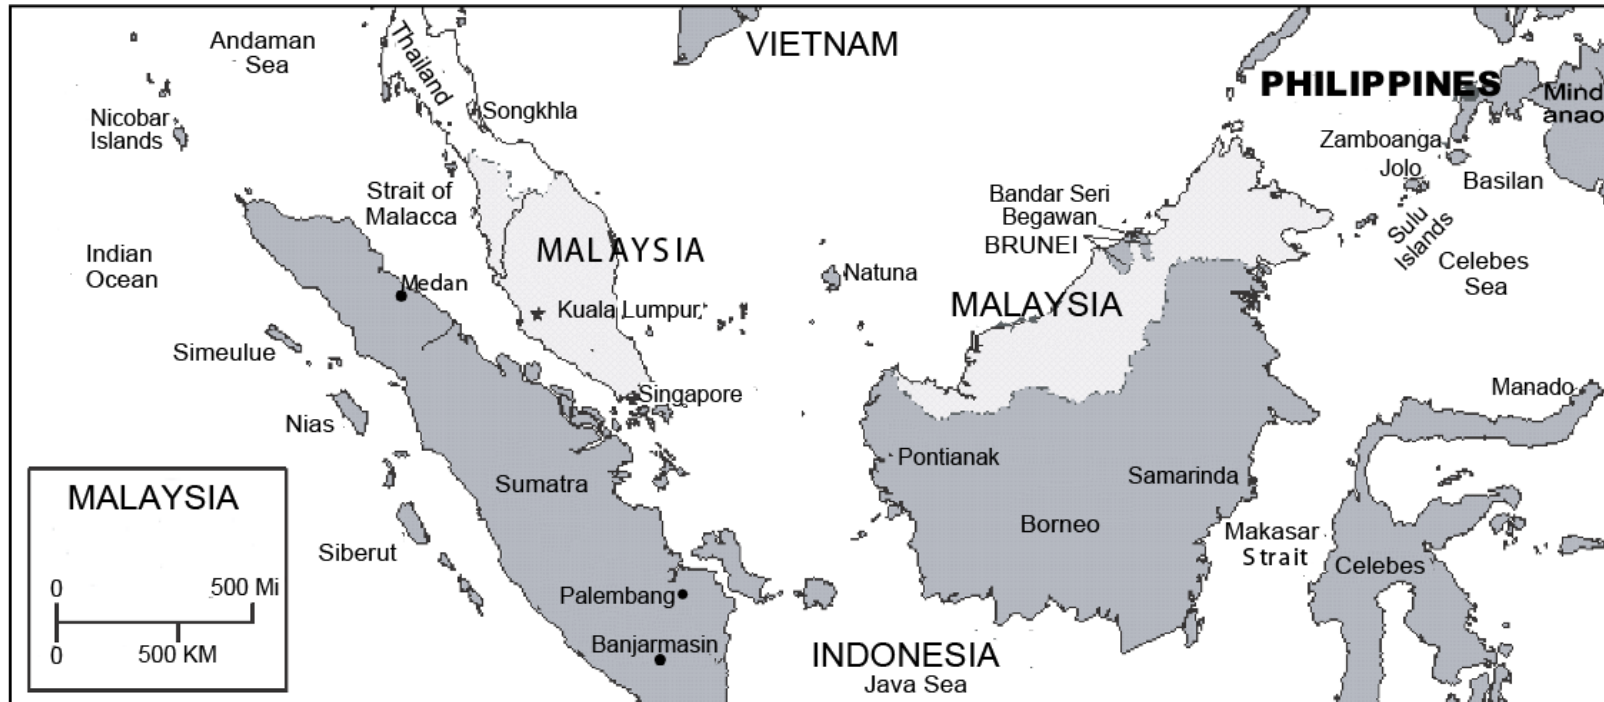 Andaman
Sea
Thailand
VIETNAM
PHILIPPINES
Mind
anao
Nicobar
Islands
Songkhla
Zamboanga
Jolo
Basilan
Strait of
Malacca
Bandar Seri
Begawan
BRUNEI
Sulu
Islands
Indian
Ocean
MALAYSIA
Natuna
Celebes
Sea
Medan
Kuala Lumpur
MALAYSIA
Simeulue
Singapore
Manado
Nias
Pontianak
Samarinda
Sumatra
Borneo
Makasar
Strait
Celebes
Siberut
Palembang
Banjarmasin
INDONESIA
Java Sea
MALAYSIA
0 500 Mi
0 500 KM